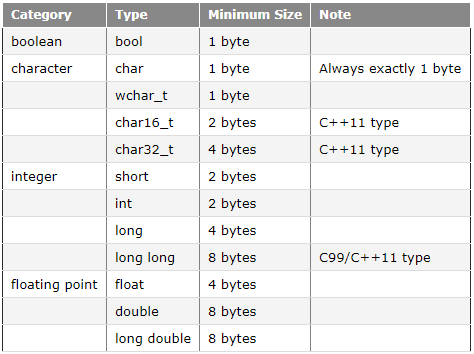 Category Type Minimum Size Note
boolean bool 1 byte
character char 1 byte Always exactly 1 byte
wchar_t 1 byte
char16_t 2 bytes C++11 type
char32_t 4 bytes C++11 type
integer short 2 bytes
int 2 bytes
long 4 bytes
long long 8 bytes C99/C++11 type
floating point float 4 bytes
double 8 bytes
long double 8 bytes